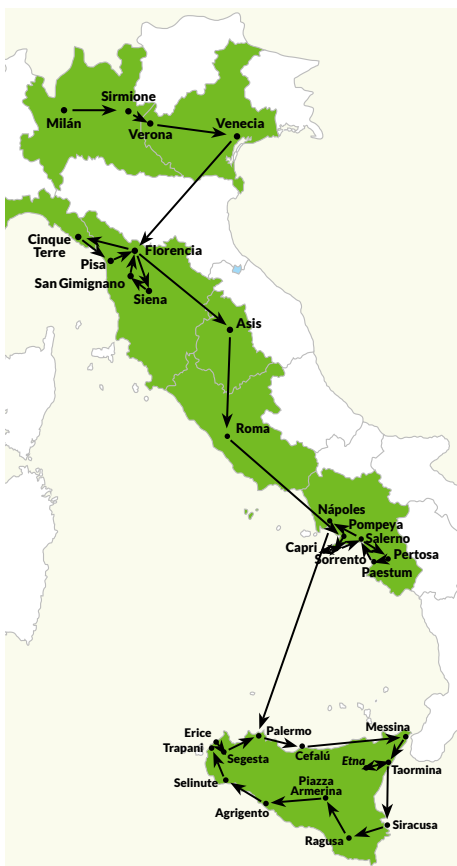 Sirmione
Milán
Verona
Venecia
Cinque
Terre
Florencia
Pisa
San Gimignano
Siena
Asis
Roma
Nápoles
Pompeya
Salerno
Capri
Sorrento
Pertosa
Paestum
Messina
Erice
Palermo
Trapani
Segesta
Cefalú
Etna
Taormina
Selinute
Piazza
Armerina
Agrigento
Siracusa
Ragusa